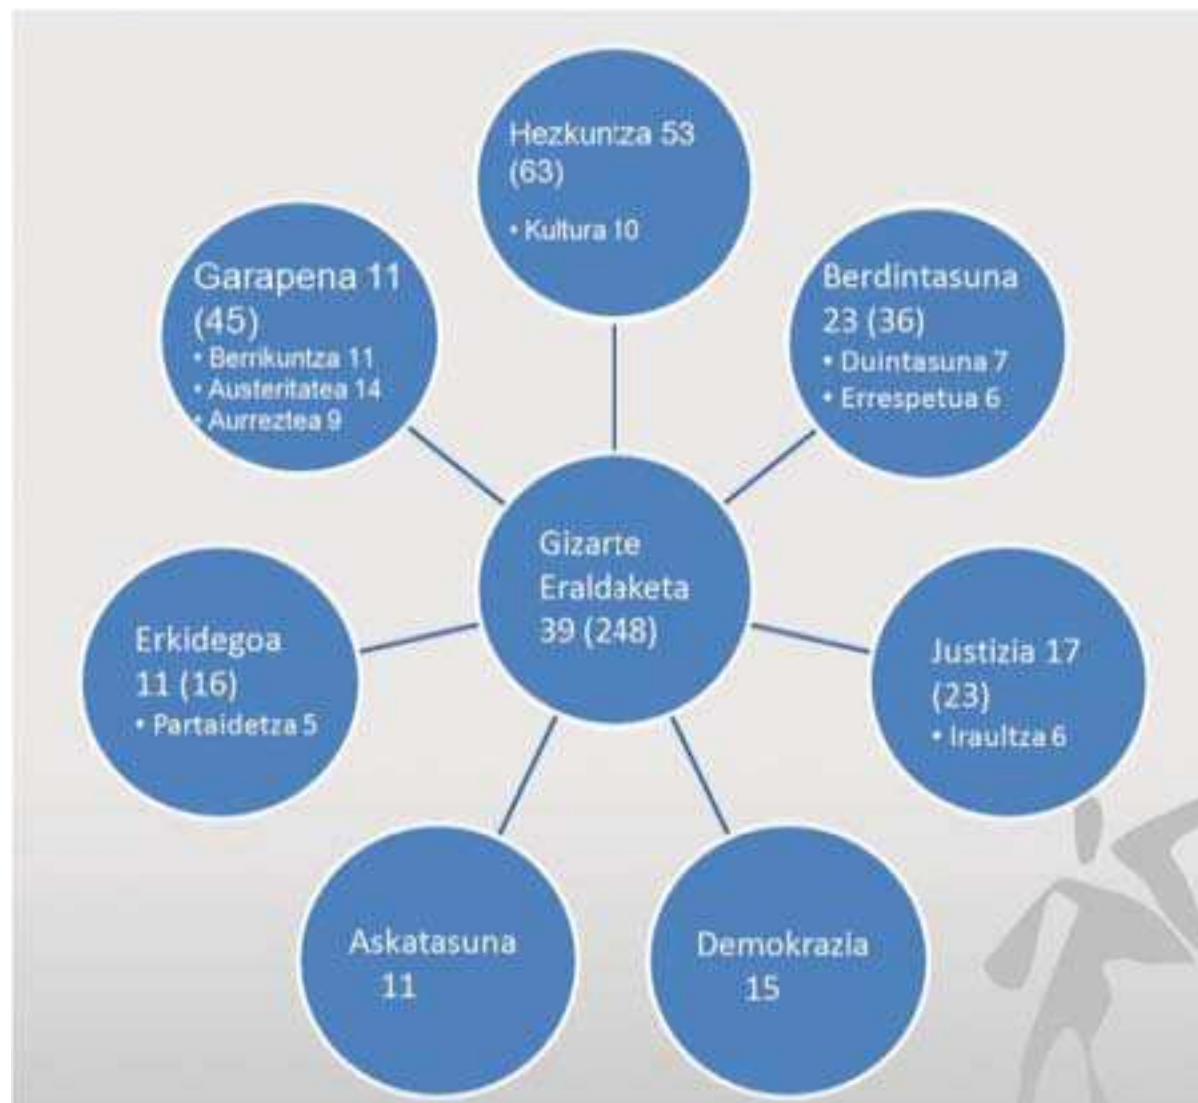 Hezkuntza 53
(63)
• Kultura 10
Berdintasuna
23 (36)
• Duintasuna 7
• Errespetua 6
Justizia 17
(23)
• Iraultza 6
Demokrazia
15
Askatasuna
11
Erkidegoa
11 (16)
• Partaidetza 5
Garapena 11
(45)
• Berrikuntza 11
• Austeritatea 14
• Aurreztea 9
Gizarte
Eraldaketa
39 (248)